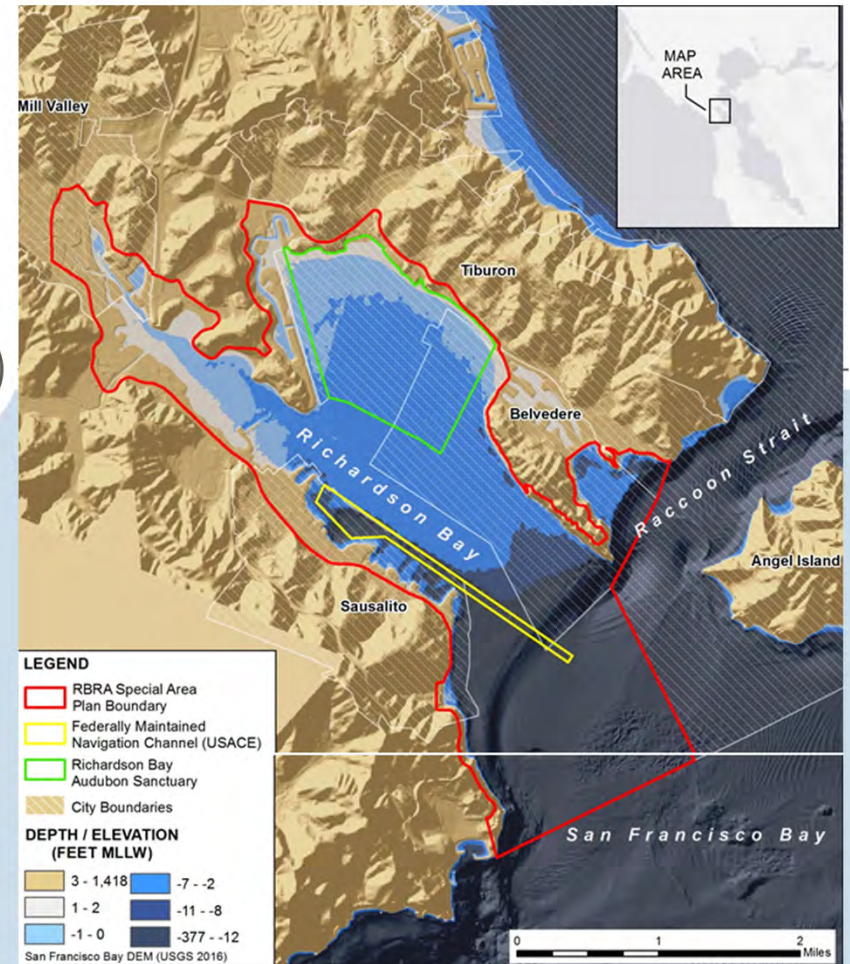 MAP
AREA
Mill Valley
Tiburon
Belvedere
Raccoon Strait
Richardson Bay
Angel Island
Sausalito
San Francisco Bay
LEGEND
RBRA Special Area
Plan Boundary
Federally Maintained
Navigation Channel (USACE)
Richardson Bay
Audubon Sanctuary
City Boundaries
DEPTH / ELEVATION
(FEET MLLW)
3 - 1,418
-7 - -2
1 - 2
-11 - -8
-1 - 0
-377 - -12
San Francisco Bay DEM (USGS 2016)
0 1 2
Miles